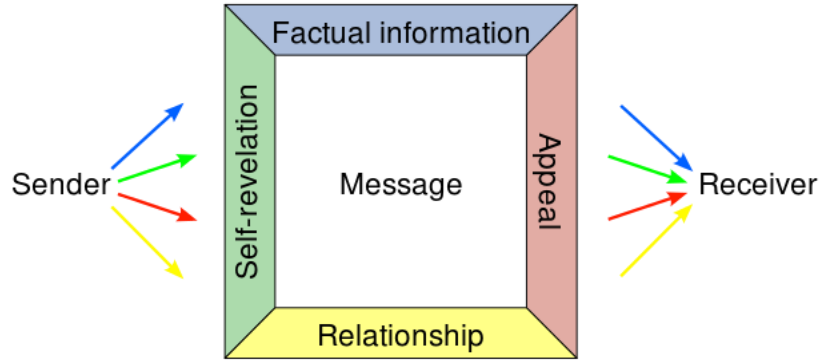 Factual information
Self-revelation
Sender
Message
Appeal
Receiver
Relationship